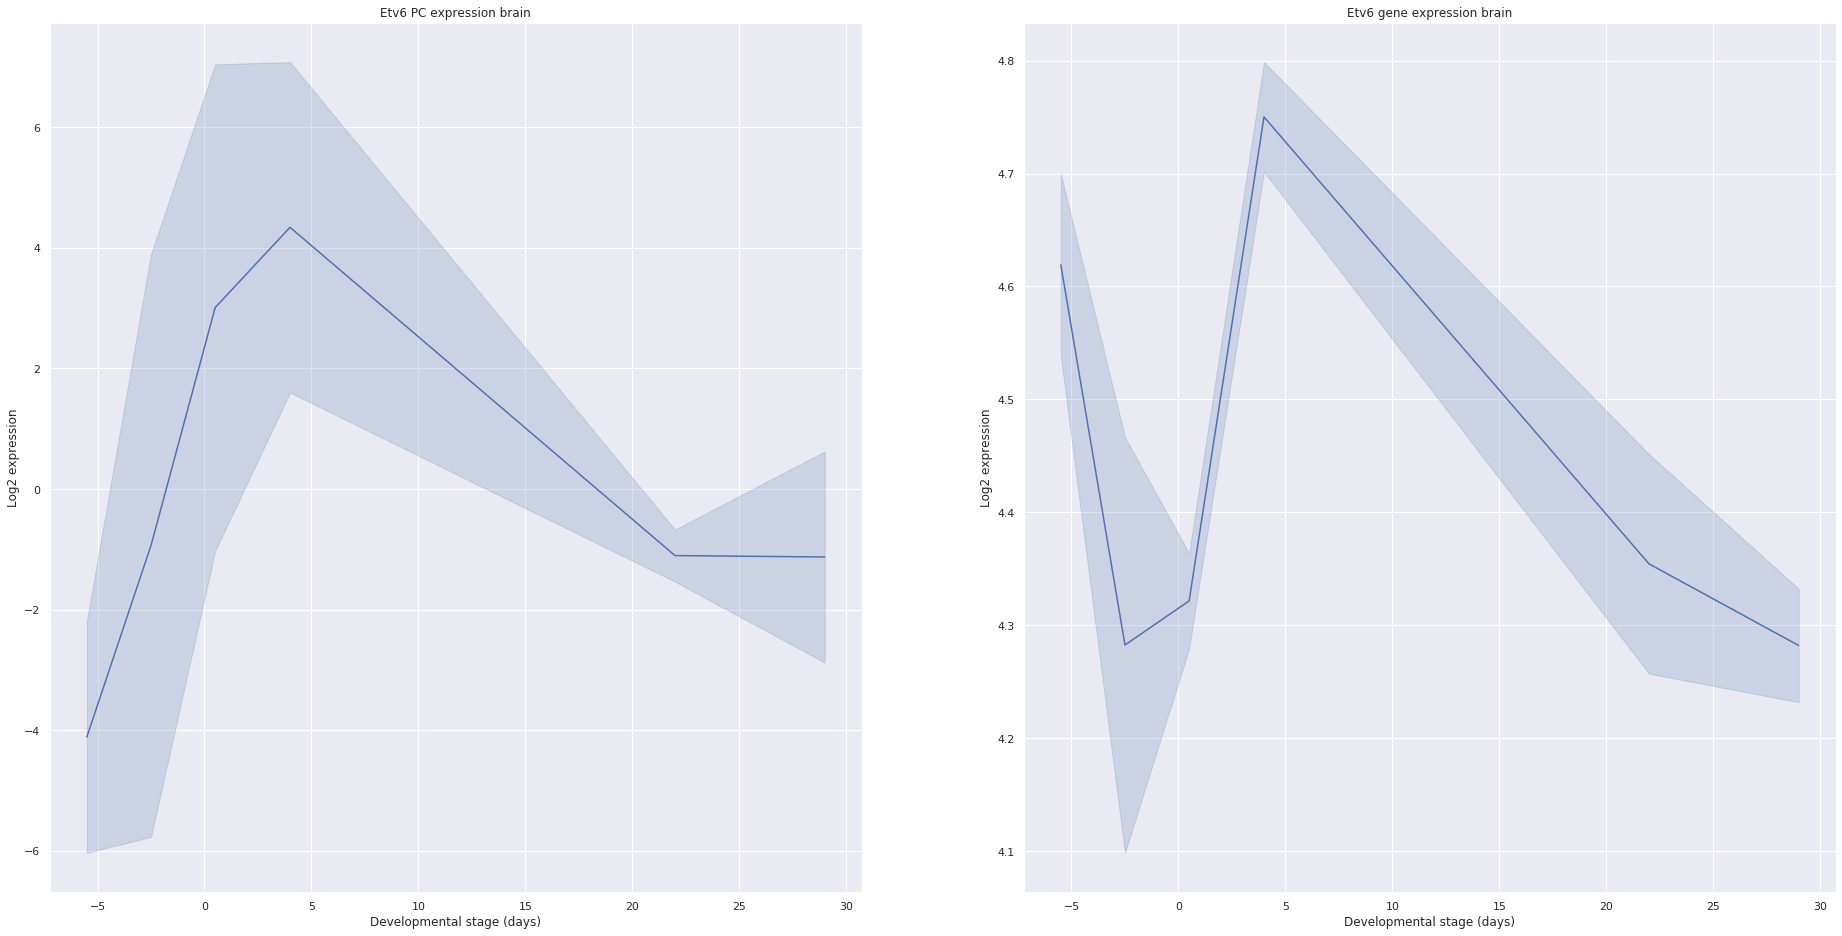 Etv6 PC expression brain
6
4
2
0
−2
−4
−6
Log2 expression
−5 0 5 10 15 20 25 30
Developmental stage (days)
Etv6 gene expression brain
4.8
4.7
4.6
4.5
4.4
4.3
4.2
4.1
Log2 expression
−5 0 5 10 15 20 25 30
Developmental stage (days)